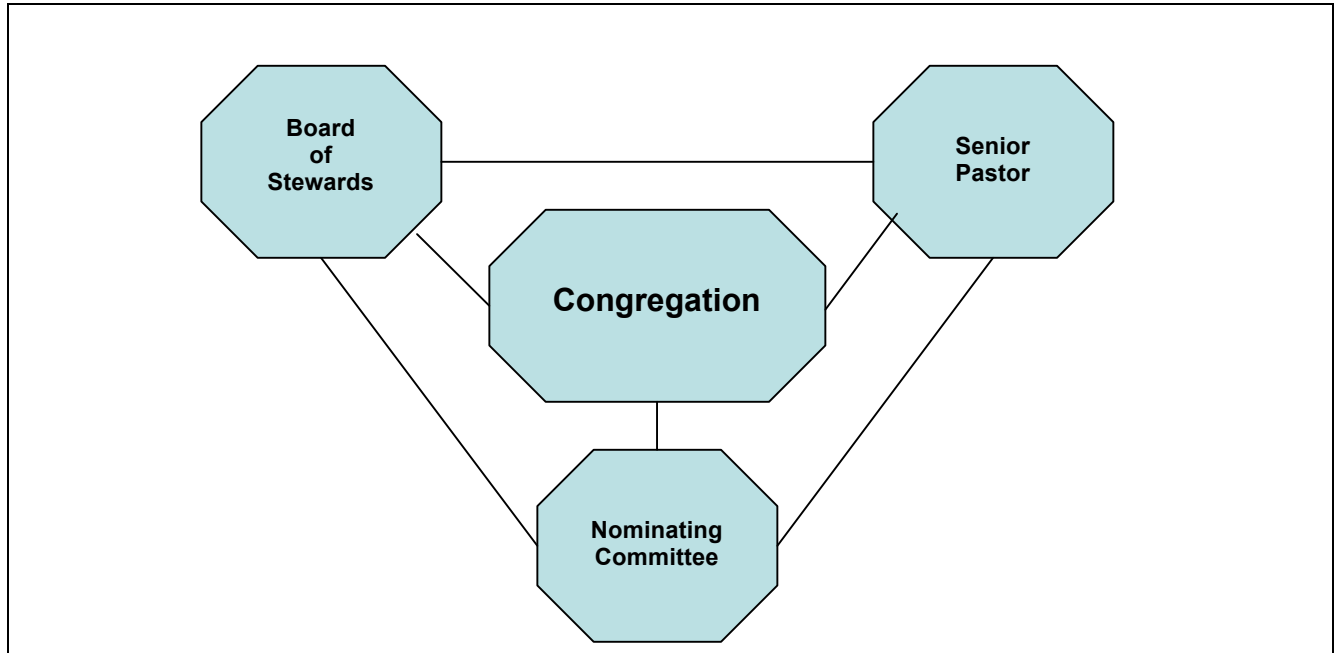 Board
of
Stewards
Senior
Pastor
Congregation
Nominating
Committee